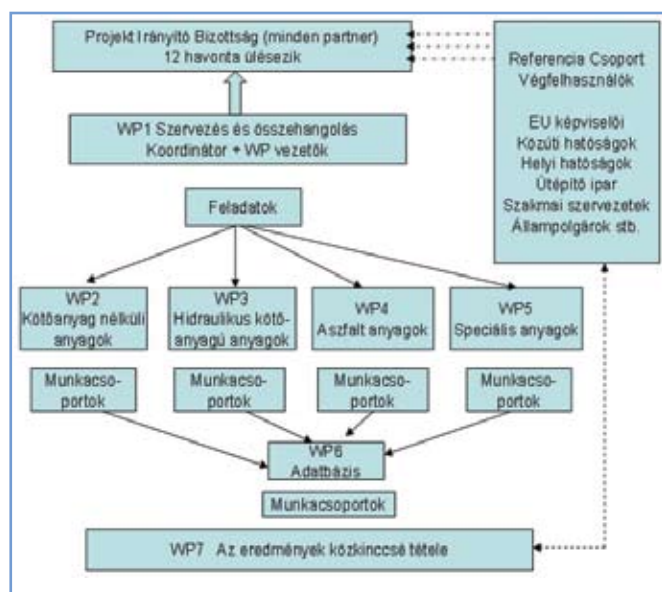 Projekt Irányító Bizottság (minden partner)
12 havonta ülésezik
Referencia Csoport
Végfelhasználók
EU képviselői
Közúti hatóságok
Helyi hatóságok
Útépítő ipar
Szakmai szervezetek
Állampolgárok stb.
WP1 Szervezés és összehangolás
Koordinátor + WP vezetők
Feladatok
WP2
Kötőanyag nélküli
anyagok
WP3
Hidraulikus kötő-
anyagú anyagok
WP4
Aszfalt anyagok
WP5
Speciális anyagok
Munkacso-
portok
Munkacso-
portok
Munkacso-
portok
Munkacso-
portok
WP6
Adatbázis
Munkacsoportok
WP7 Az eredmények közkinccsé tétele